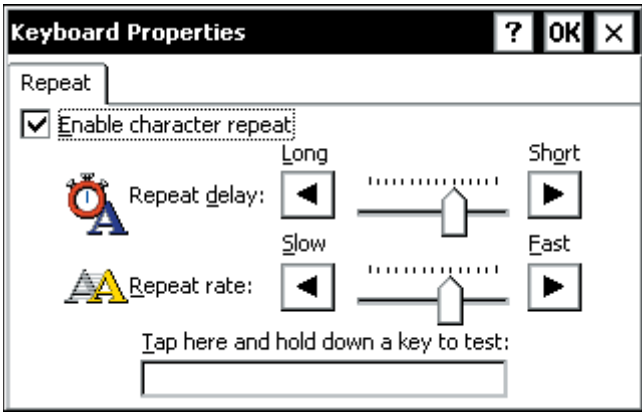 Keyboard Properties ? OK ×
Repeat
Enable character repeat
Long Short
Repeat delay:
Slow Fast
Repeat rate:
Tap here and hold down a key to test: